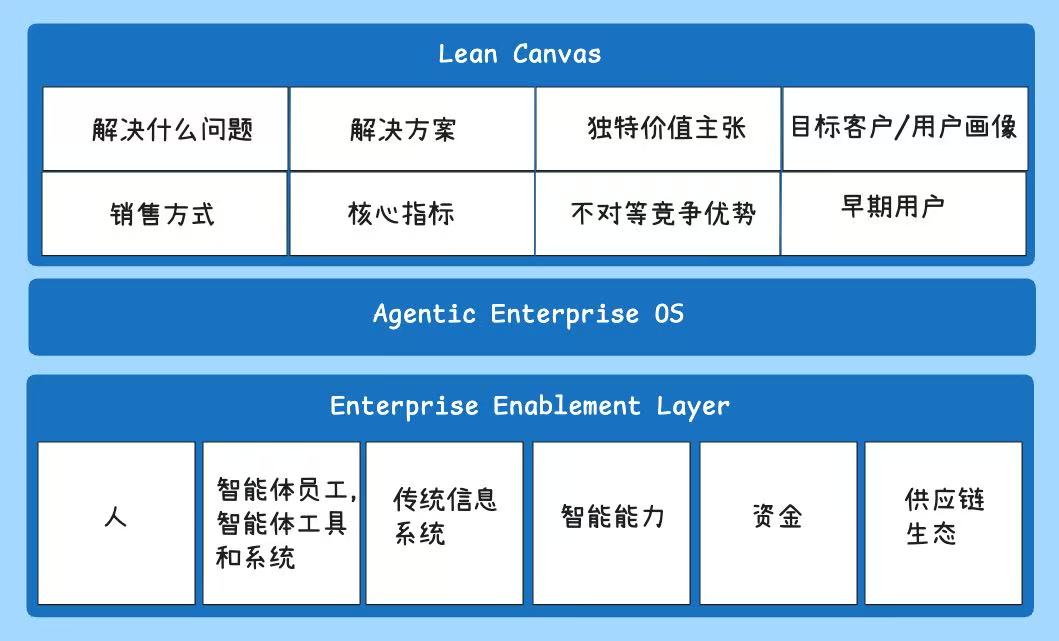 Lean Canvas
解决什么问题
解决方案
独特价值主张
目标客户/用户画像
销售方式
核心指标
不对等竞争优势
早期用户
Agentic Enterprise OS
Enterprise Enablement Layer
人
智能体员工,
智能体工具
和系统
传统信息
系统
智能能力
资金
供应链
生态